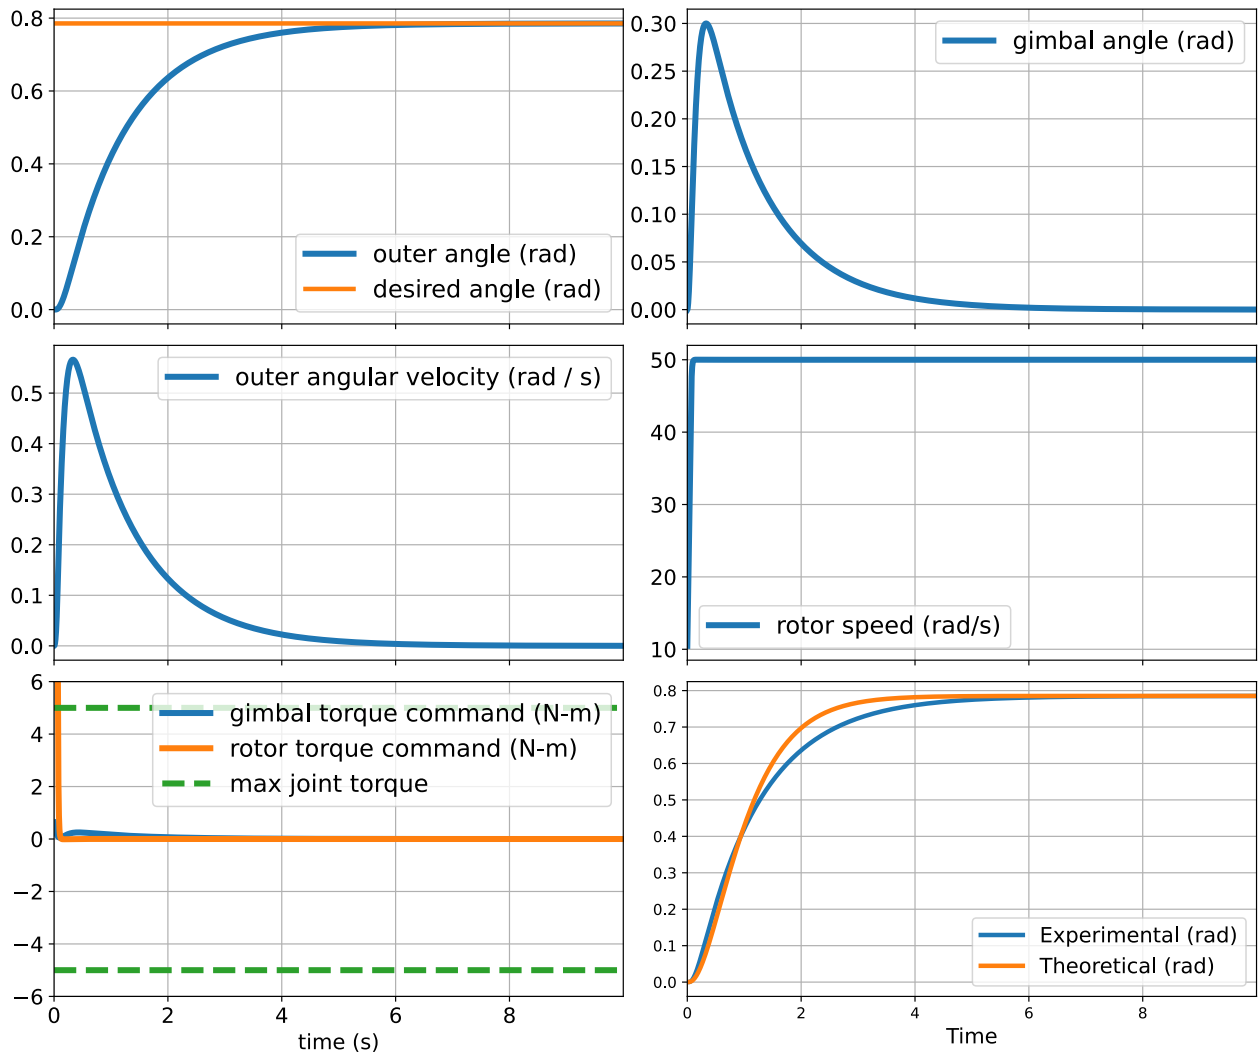 0.8
0.6
0.4
0.2
0.0
outer angle (rad)
desired angle (rad)
0.30
0.25
0.20
0.15
0.10
0.05
0.00
gimbal angle (rad)
0.5
0.4
0.3
0.2
0.1
0.0
outer angular velocity (rad / s)
50
40
30
20
10
rotor speed (rad/s)
6
4
2
0
−2
−4
−6
gimbal torque command (N-m)
rotor torque command (N-m)
max joint torque
0 2 4 6 8
time (s)
0.8
0.7
0.6
0.5
0.4
0.3
0.2
0.1
0.0
Experimental (rad)
Theoretical (rad)
0 2 4 6 8
Time